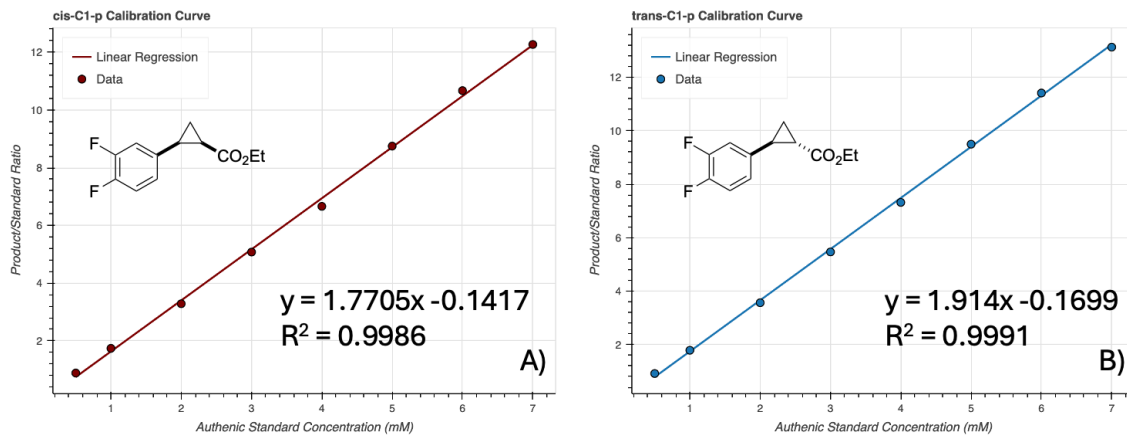 cis-C1-p Calibration Curve
Linear Regression
Data
Product/Standard Ratio
12
10
8
6
4
2
F
F
CO2Et
y = 1.7705x -0.1417
R² = 0.9986
A)
1 2 3 4 5 6 7
Authenic Standard Concentration (mM)
trans-C1-p Calibration Curve
Linear Regression
Data
Product/Standard Ratio
12
10
8
6
4
2
F
F
CO2Et
y = 1.914x -0.1699
R² = 0.9991
B)
1 2 3 4 5 6 7
Authenic Standard Concentration (mM)